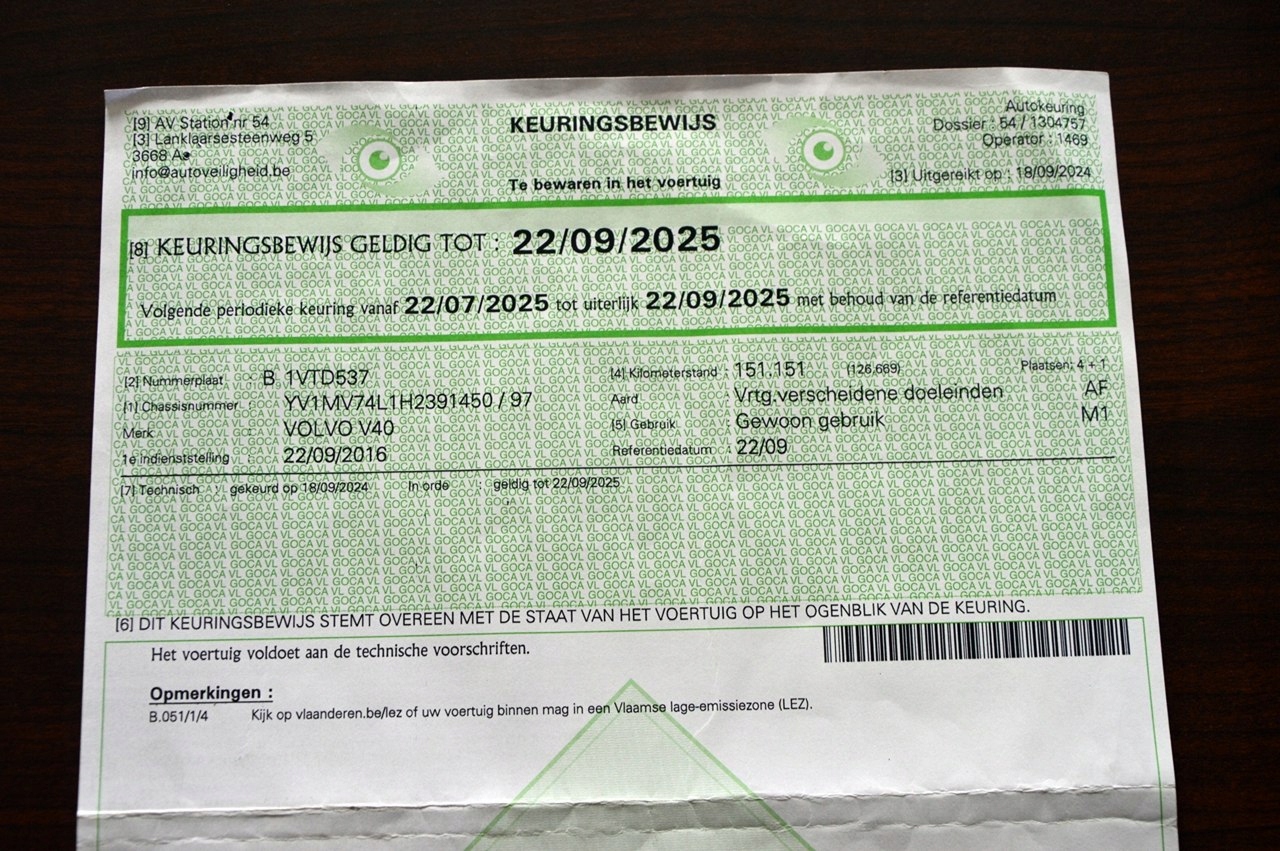 [9] AV Station nr 54
[3] Lanklaarsesteenweg 5
3668 As
info@autoveiligheid.be
KEURINGSBEWIJS
Te bewaren in het voertuig
Autokeuring
Dossier : 54 / 1304757
Operator : 1469
[3] Uitgereikt op : 18/09/2024
[8] KEURINGSBEWIJS GELDIG TOT : 22/09/2025
Volgende periodieke keuring vanaf 22/07/2025 tot uiterlijk 22/09/2025 met behoud van de referentiedatum
[2] Nummerplaat : B 1VTD537
[1] Chassisnummer : YV1MV74L1H2391450 / 97
Merk : VOLVO V40
1e indienststelling : 22/09/2016
[4] Kilometerstand : 151.151 (126.669) Plaatsen: 4 + 1
Aard : Vrtg.verscheidene doeleinden AF
[5] Gebruik : Gewoon gebruik M1
Referentiedatum : 22/09
[7] Technisch : gekeurd op 18/09/2024 In orde : geldig tot 22/09/2025
[6] DIT KEURINGSBEWIJS STEMT OVEREEN MET DE STAAT VAN HET VOERTUIG OP HET OGENBLIK VAN DE KEURING.
Het voertuig voldoet aan de technische voorschriften.
Opmerkingen :
B.051/1/4 Kijk op vlaanderen.be/lez of uw voertuig binnen mag in een Vlaamse lage-emissiezone (LEZ).